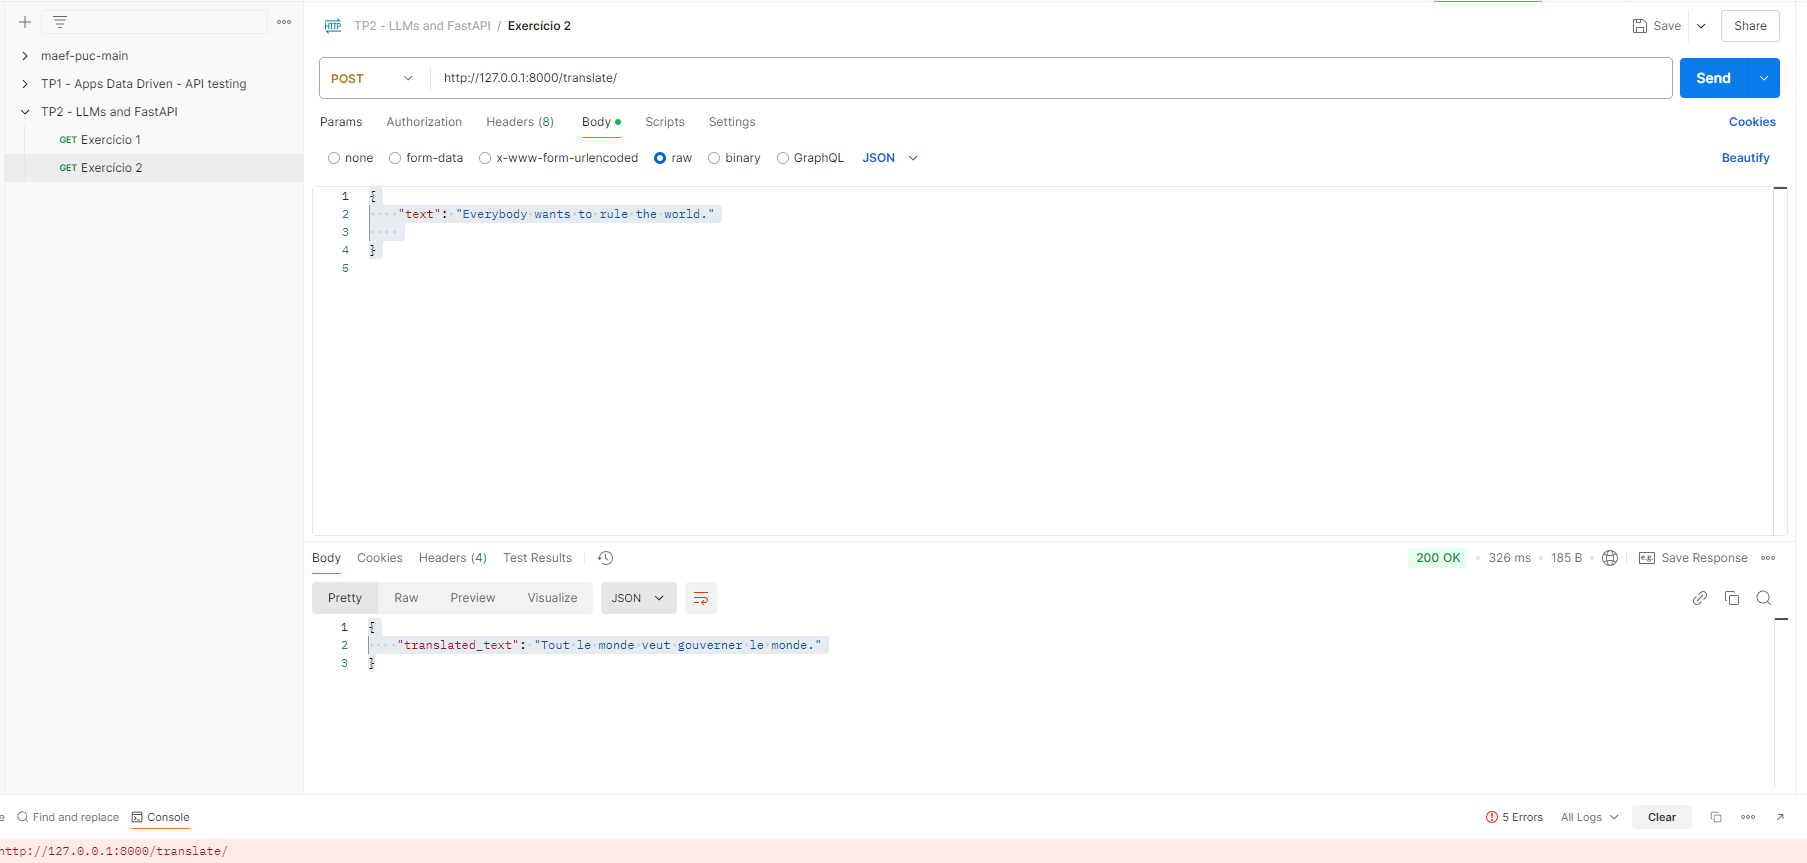 TP2 - LLMs and FastAPI / Exercício 2
Save
Share
maef-puc-main
TP1 - Apps Data Driven - API testing
TP2 - LLMs and FastAPI
GET Exercício 1
GET Exercício 2
POST http://127.0.0.1:8000/translate/
Send
Params Authorization Headers (8) Body Scripts Settings Cookies
none form-data x-www-form-urlencoded raw binary GraphQL JSON Beautify
1 {
2 "text": "Everybody wants to rule the world."
3
4 }
5
Body Cookies Headers (4) Test Results 200 OK 326 ms 185 B Save Response
Pretty Raw Preview Visualize JSON
1 {
2 "translated_text": "Tout le monde veut gouverner le monde."
3 }
Find and replace Console 5 Errors All Logs Clear
http://127.0.0.1:8000/translate/